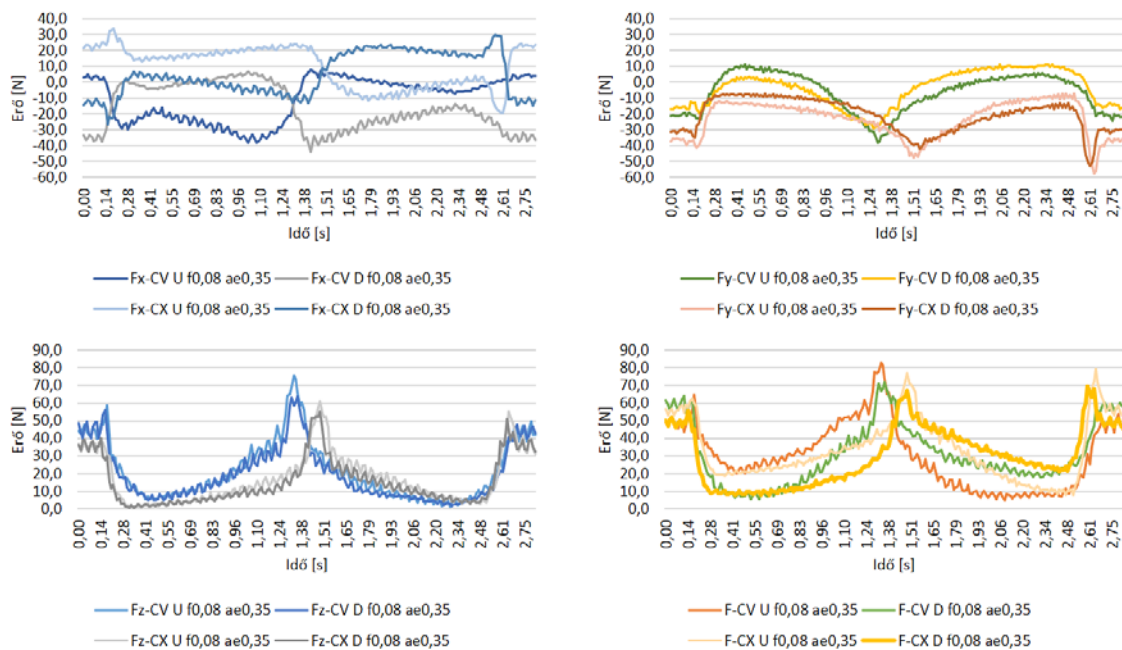 40,0
30,0
20,0
10,0
0,0
-10,0
-20,0
-30,0
-40,0
-50,0
-60,0
Erő [N]
0,00 0,14 0,28 0,41 0,55 0,69 0,83 0,96 1,10 1,24 1,38 1,51 1,65 1,79 1,93 2,06 2,20 2,34 2,48 2,61 2,75
Idő [s]
Fx-CV U f0,08 ae0,35 Fx-CV D f0,08 ae0,35
Fx-CX U f0,08 ae0,35 Fx-CX D f0,08 ae0,35
40,0
30,0
20,0
10,0
0,0
-10,0
-20,0
-30,0
-40,0
-50,0
-60,0
Erő [N]
0,00 0,14 0,28 0,41 0,55 0,69 0,83 0,96 1,10 1,24 1,38 1,51 1,65 1,79 1,93 2,06 2,20 2,34 2,48 2,61 2,75
Idő [s]
Fy-CV U f0,08 ae0,35 Fy-CV D f0,08 ae0,35
Fy-CX U f0,08 ae0,35 Fy-CX D f0,08 ae0,35
90,0
80,0
70,0
60,0
50,0
40,0
30,0
20,0
10,0
0,0
Erő [N]
0,00 0,14 0,28 0,41 0,55 0,69 0,83 0,96 1,10 1,24 1,38 1,51 1,65 1,79 1,93 2,06 2,20 2,34 2,48 2,61 2,75
Idő [s]
Fz-CV U f0,08 ae0,35 Fz-CV D f0,08 ae0,35
Fz-CX U f0,08 ae0,35 Fz-CX D f0,08 ae0,35
90,0
80,0
70,0
60,0
50,0
40,0
30,0
20,0
10,0
0,0
Erő [N]
0,00 0,14 0,28 0,41 0,55 0,69 0,83 0,96 1,10 1,24 1,38 1,51 1,65 1,79 1,93 2,06 2,20 2,34 2,48 2,61 2,75
Idő [s]
F-CV U f0,08 ae0,35 F-CV D f0,08 ae0,35
F-CX U f0,08 ae0,35 F-CX D f0,08 ae0,35